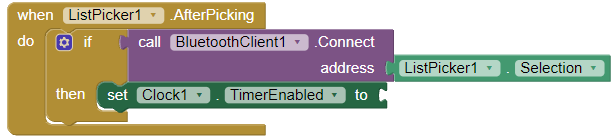 when ListPicker1 .AfterPicking
do if call BluetoothClient1 .Connect
address ListPicker1 . Selection
then set Clock1 . TimerEnabled to